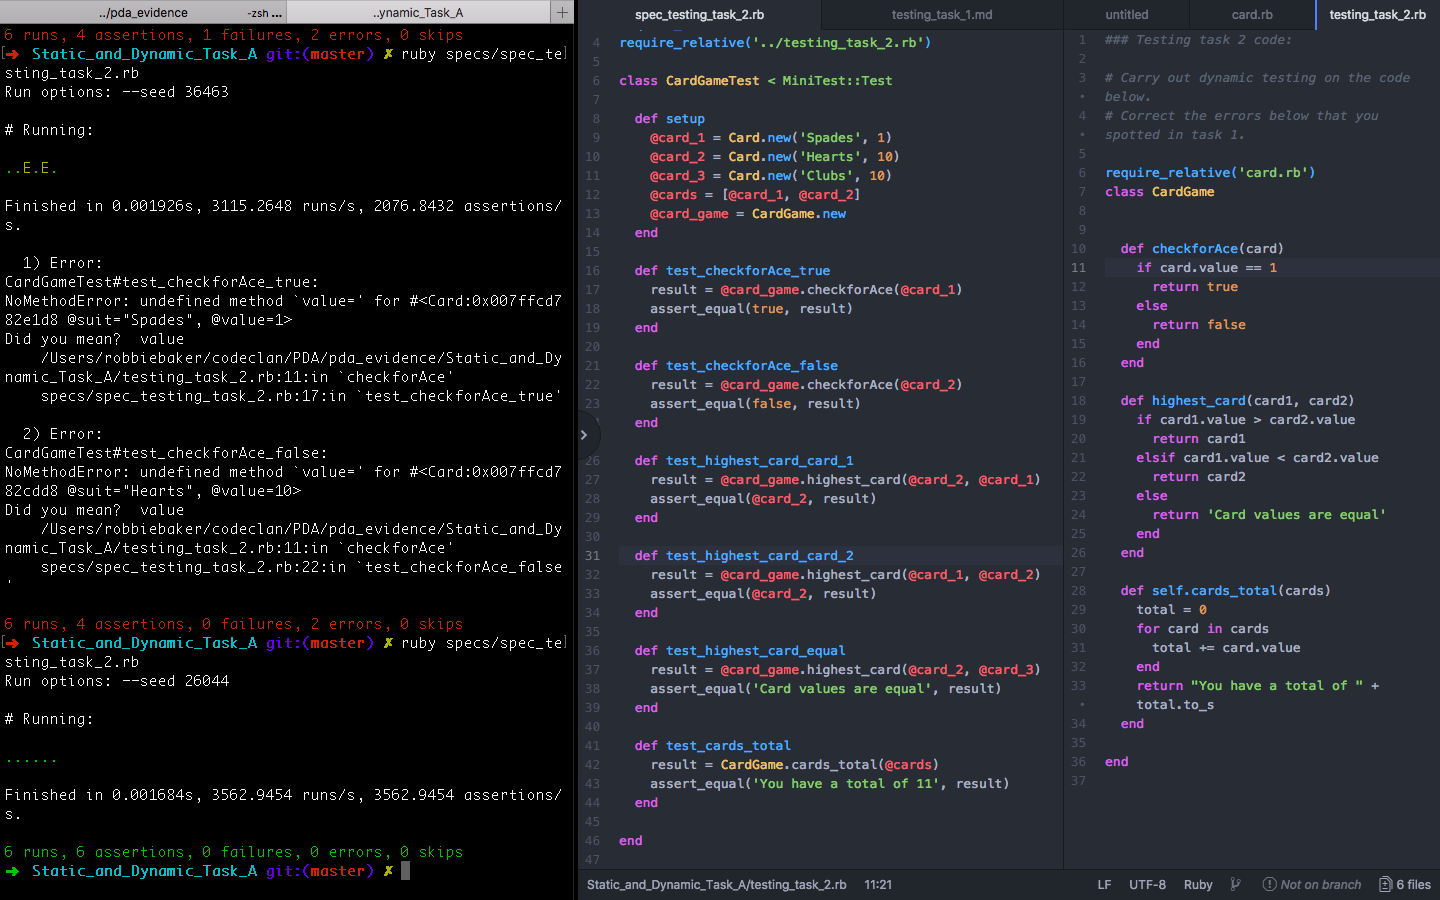 ../pda_evidence -zsh ... ..ynamic_Task_A +
6 runs, 4 assertions, 1 failures, 2 errors, 0 skips
[➜ Static_and_Dynamic_Task_A git:(master) ✗ ruby specs/spec_te]
sting_task_2.rb
Run options: --seed 36463
# Running:
..E.E.
Finished in 0.001926s, 3115.2648 runs/s, 2076.8432 assertions/
s.
1) Error:
CardGameTest#test_checkforAce_true:
NoMethodError: undefined method `value=' for #<Card:0x007ffcd7
82e1d8 @suit="Spades", @value=1>
Did you mean?  value
/Users/robbiebaker/codeclan/PDA/pda_evidence/Static_and_Dy
namic_Task_A/testing_task_2.rb:11:in `checkforAce'
specs/spec_testing_task_2.rb:17:in `test_checkforAce_true'
2) Error:
CardGameTest#test_checkforAce_false:
NoMethodError: undefined method `value=' for #<Card:0x007ffcd7
82cdd8 @suit="Hearts", @value=10>
Did you mean?  value
/Users/robbiebaker/codeclan/PDA/pda_evidence/Static_and_Dy
namic_Task_A/testing_task_2.rb:11:in `checkforAce'
specs/spec_testing_task_2.rb:22:in `test_checkforAce_false
'
6 runs, 4 assertions, 0 failures, 2 errors, 0 skips
[➜ Static_and_Dynamic_Task_A git:(master) ✗ ruby specs/spec_te]
sting_task_2.rb
Run options: --seed 26044
# Running:
......
Finished in 0.001684s, 3562.9454 runs/s, 3562.9454 assertions/
s.
6 runs, 6 assertions, 0 failures, 0 errors, 0 skips
➜ Static_and_Dynamic_Task_A git:(master) ✗
spec_testing_task_2.rb testing_task_1.md
4 require_relative('../testing_task_2.rb')
5
6 class CardGameTest < MiniTest::Test
7
8 def setup
9 @card_1 = Card.new('Spades', 1)
10 @card_2 = Card.new('Hearts', 10)
11 @card_3 = Card.new('Clubs', 10)
12 @cards = [@card_1, @card_2]
13 @card_game = CardGame.new
14 end
15
16 def test_checkforAce_true
17 result = @card_game.checkforAce(@card_1)
18 assert_equal(true, result)
19 end
20
21 def test_checkforAce_false
22 result = @card_game.checkforAce(@card_2)
23 assert_equal(false, result)
end
26 def test_highest_card_card_1
27 result = @card_game.highest_card(@card_2, @card_1)
28 assert_equal(@card_2, result)
29 end
30
31 def test_highest_card_card_2
32 result = @card_game.highest_card(@card_1, @card_2)
33 assert_equal(@card_2, result)
34 end
35
36 def test_highest_card_equal
37 result = @card_game.highest_card(@card_2, @card_3)
38 assert_equal('Card values are equal', result)
39 end
40
41 def test_cards_total
42 result = CardGame.cards_total(@cards)
43 assert_equal('You have a total of 11', result)
44 end
45
46 end
47
untitled card.rb testing_task_2.rb
1 ### Testing task 2 code:
2
3 # Carry out dynamic testing on the code
• below.
4 # Correct the errors below that you
• spotted in task 1.
5
6 require_relative('card.rb')
7 class CardGame
8
9
10 def checkforAce(card)
11 if card.value == 1
12 return true
13 else
14 return false
15 end
16 end
17
18 def highest_card(card1, card2)
19 if card1.value > card2.value
20 return card1
21 elsif card1.value < card2.value
22 return card2
23 else
24 return 'Card values are equal'
25 end
26 end
27
28 def self.cards_total(cards)
29 total = 0
30 for card in cards
31 total += card.value
32 end
33 return "You have a total of " +
• total.to_s
34 end
35
36 end
37
Static_and_Dynamic_Task_A/testing_task_2.rb 11:21 LF UTF-8 Ruby Not on branch 6 files